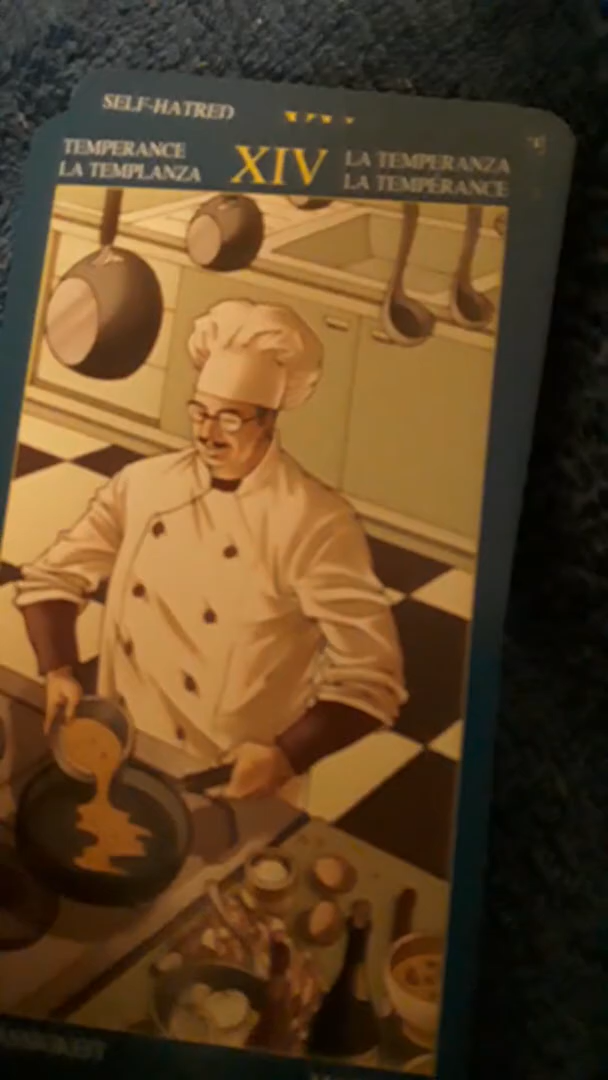 SELF-HATRED
TEMPERANCE
LA TEMPLANZA
XIV
LA TEMPERANZA
LA TEMPÉRANCE